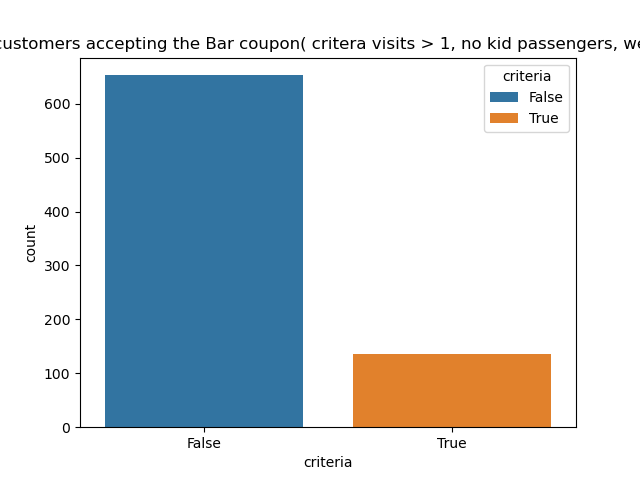 customers accepting the Bar coupon( critera visits > 1, no kid passengers, we
criteria
False
True
600
500
400
300
200
100
0
count
False True
criteria